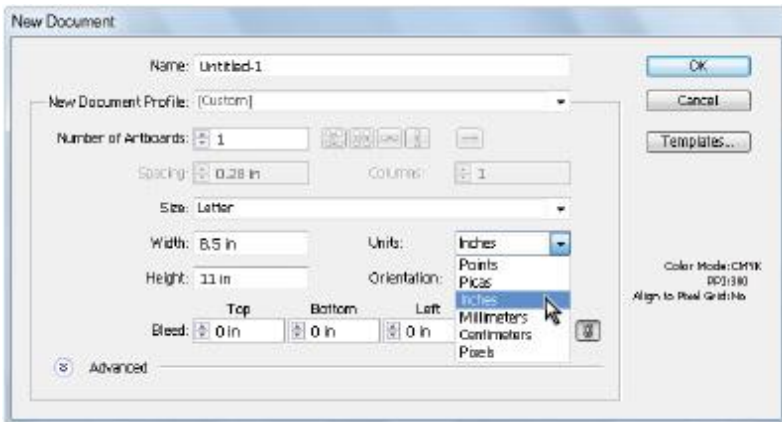 New Document
Name: Untitled-1
OK
New Document Profile: [Custom]
Cancel
Number of Artboards: 1
Templates...
Spacing: 0.28 in Columns: 1
Size: Letter
Width: 8.5 in Units: Inches
Points
Height: 11 in Orientation:
Picas
Inches
Millimeters
Centimeters
Pixels
Color Mode:CMYK
PPI:300
Align to Pixel Grid:No
Top Bottom Left
Bleed: 0 in 0 in 0 in
Advanced